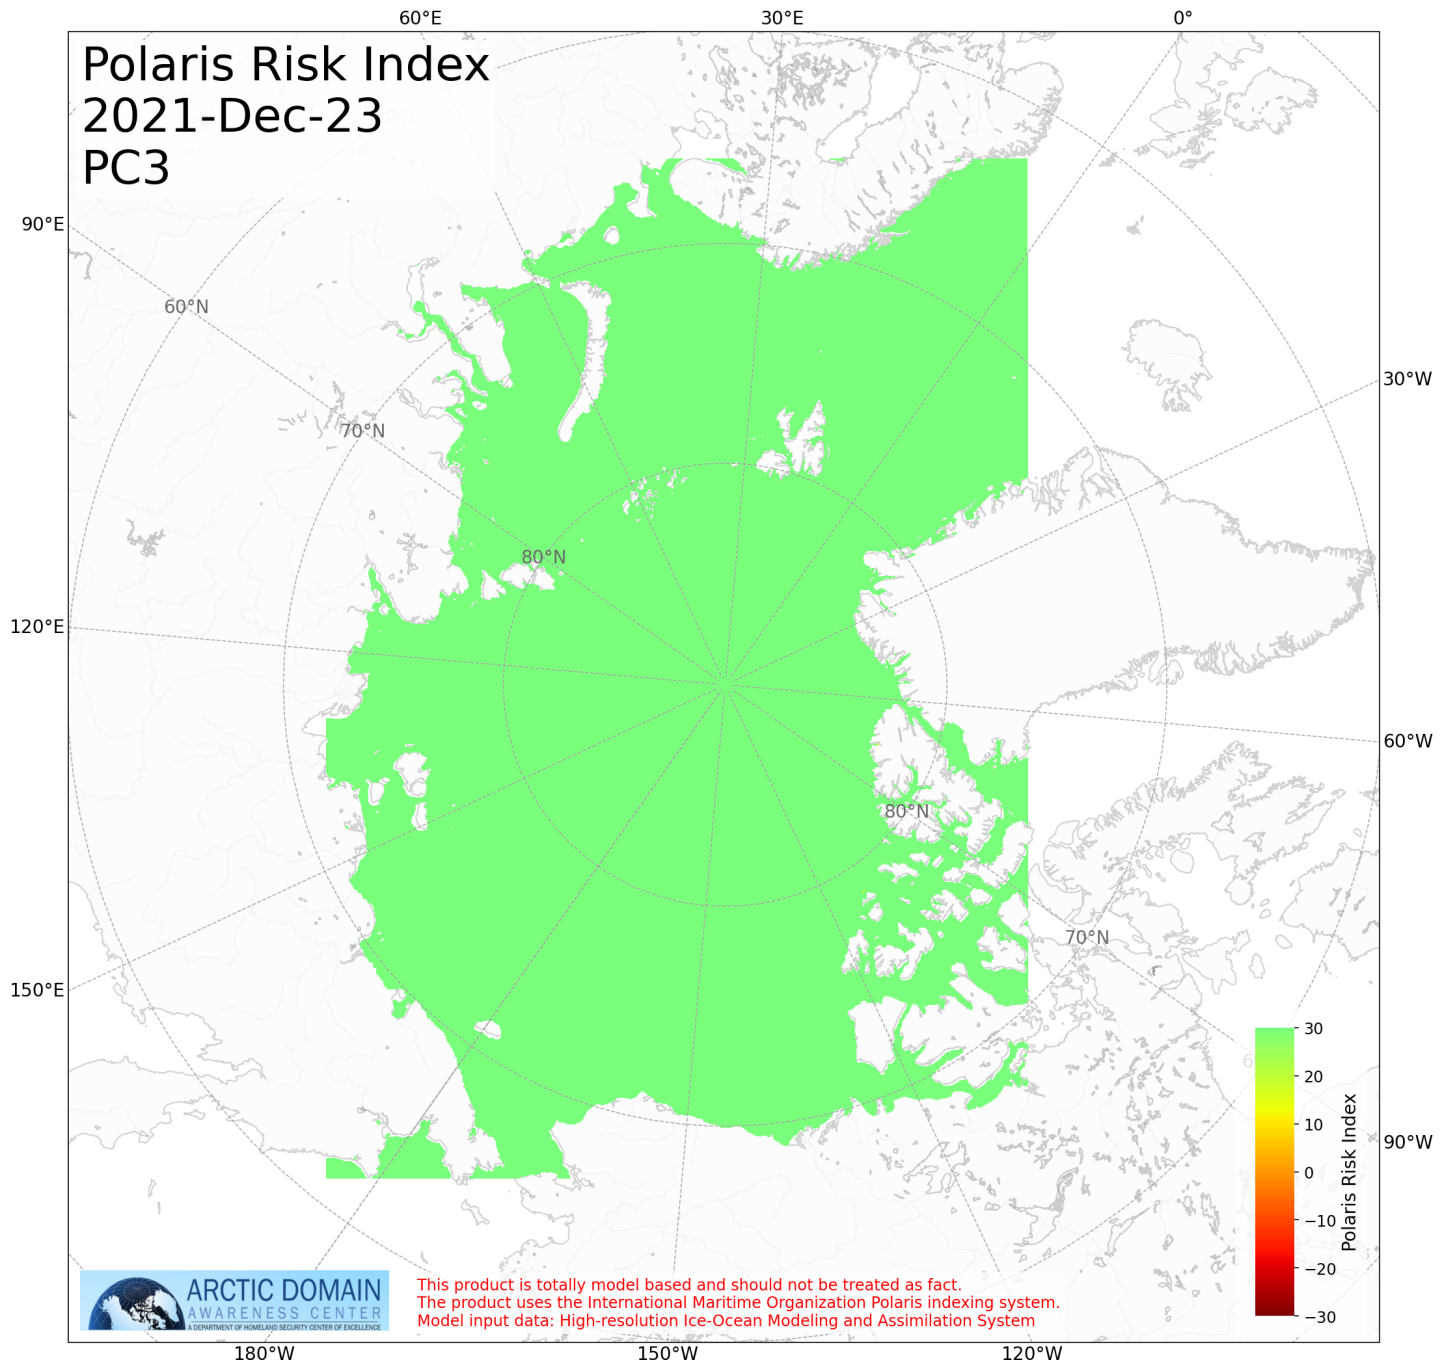 60°E 30°E 0°
Polaris Risk Index
2021-Dec-23
PC3
90°E
60°N
30°W
70°N
80°N
120°E
60W
80°N
70°N
150°E
30
20
10
0
−10
−20
−30
Polaris Risk Index
90°W
ARCTIC DOMAIN
AWARENESS CENTER
A DEPARTMENT OF HOMELAND SECURITY CENTER OF EXCELLENCE
This product is totally model based and should not be treated as fact.
The product uses the International Maritime Organization Polaris indexing system.
Model input data: High-resolution Ice-Ocean Modeling and Assimilation System
180°W 150°W 120°W